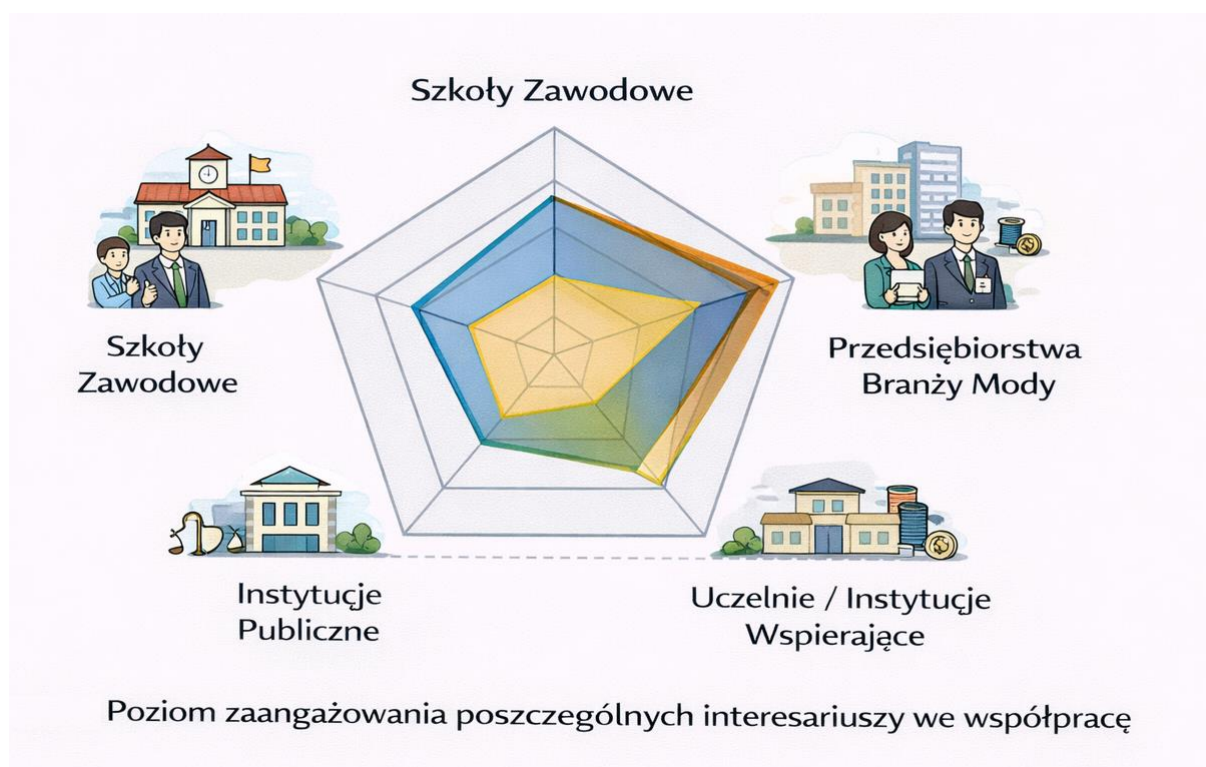 Szkoły Zawodowe
Szkoły
Zawodowe
Przedsiębiorstwa
Branży Mody
Instytucje
Publiczne
Uczelnie / Instytucje
Wspierające
Poziom zaangażowania poszczególnych interesariuszy we współpracę